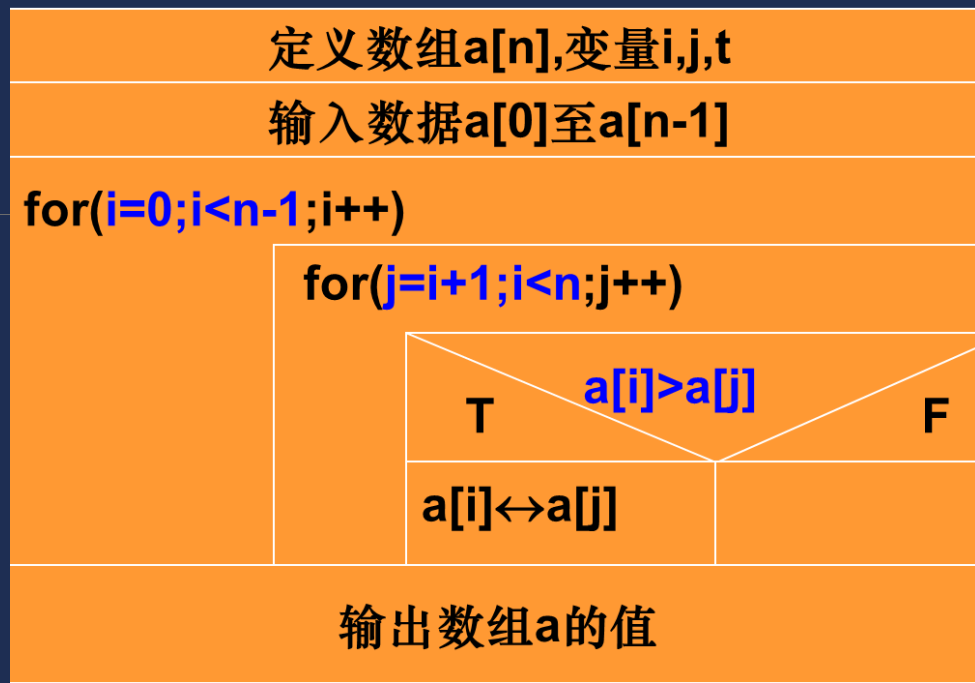 定义数组a[n],变量i,j,t
输入数据a[0]至a[n-1]
for(i=0;i<n-1;i++)
for(j=i+1;i<n;j++)
a[i]>a[j]
T
F
a[i]↔a[j]
输出数组a的值